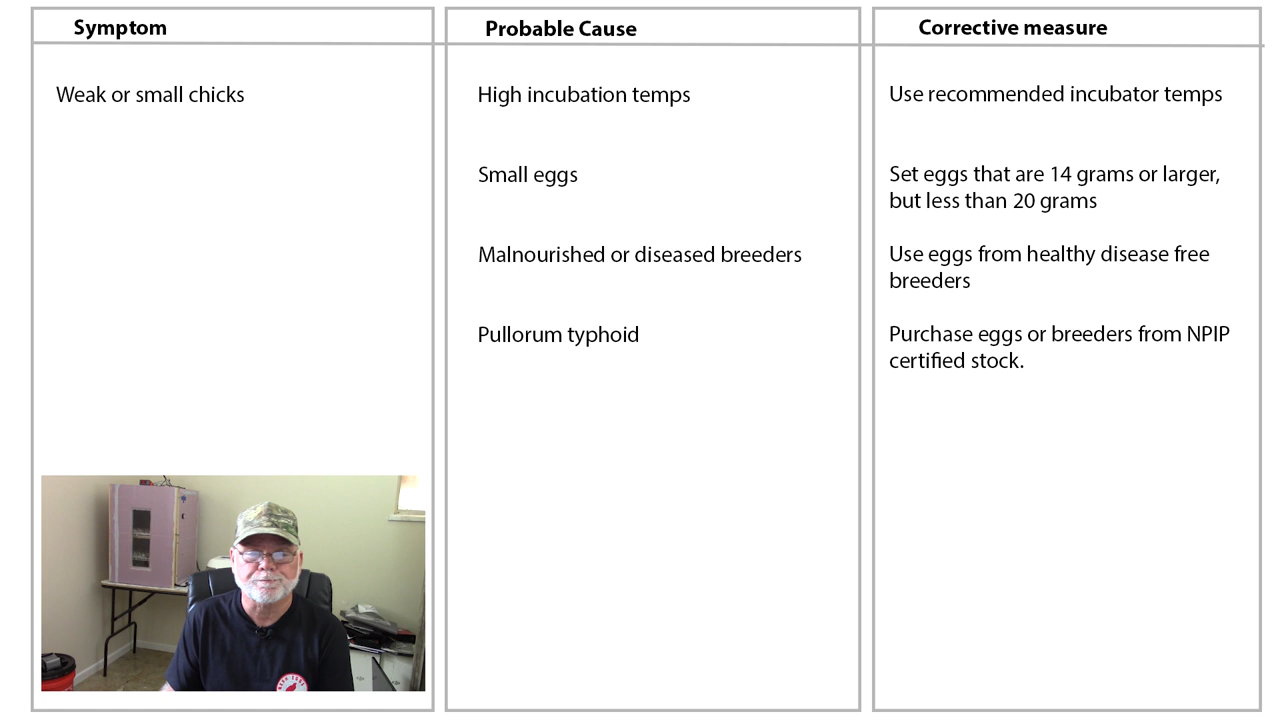 Symptom
Probable Cause
Corrective measure
Weak or small chicks
High incubation temps
Use recommended incubator temps
Small eggs
Set eggs that are 14 grams or larger,
but less than 20 grams
Malnourished or diseased breeders
Use eggs from healthy disease free
breeders
Pullorum typhoid
Purchase eggs or breeders from NPIP
certified stock.